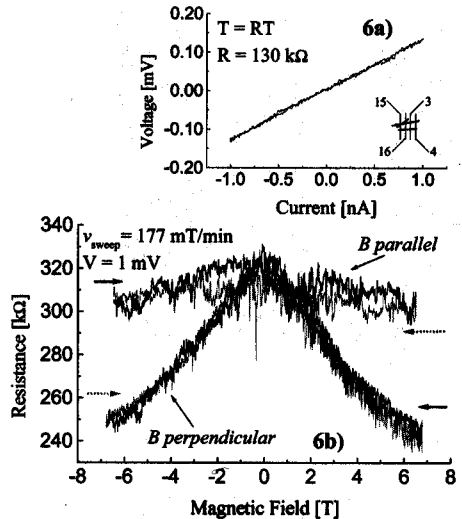 0.20
0.10
0.00
-0.10
-0.20
Voltage [mV]
T = RT
R = 130 kΩ
6a)
15
3
16
4
-1.0
-0.5
0.0
0.5
1.0
Current [nA]
340
320
300
280
260
240
Resistance [kΩ]
v_sweep = 177 mT/min
V = 1 mV
B parallel
B perpendicular
6b)
-8
-6
-4
-2
0
2
4
6
8
Magnetic Field [T]